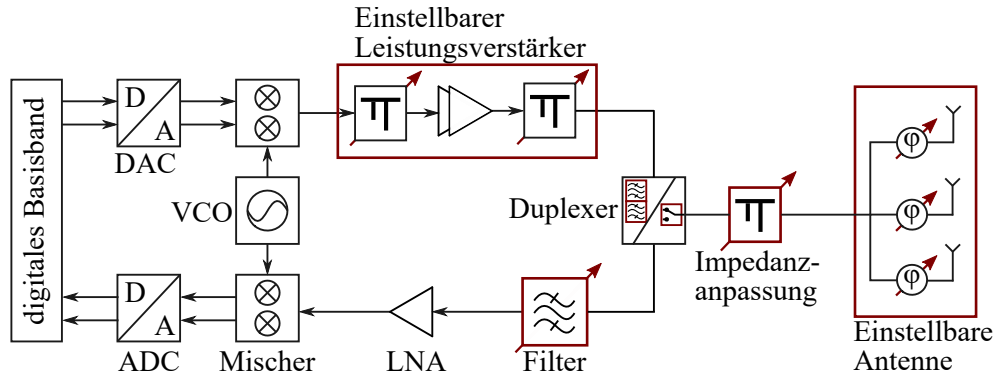 Einstellbarer
Leistungsverstärker
digitales Basisband
D
A
DAC
VCO
Duplexer
φ
φ
φ
Impedanz-
anpassung
D
A
ADC
Mischer
LNA
Filter
Einstellbare
Antenne